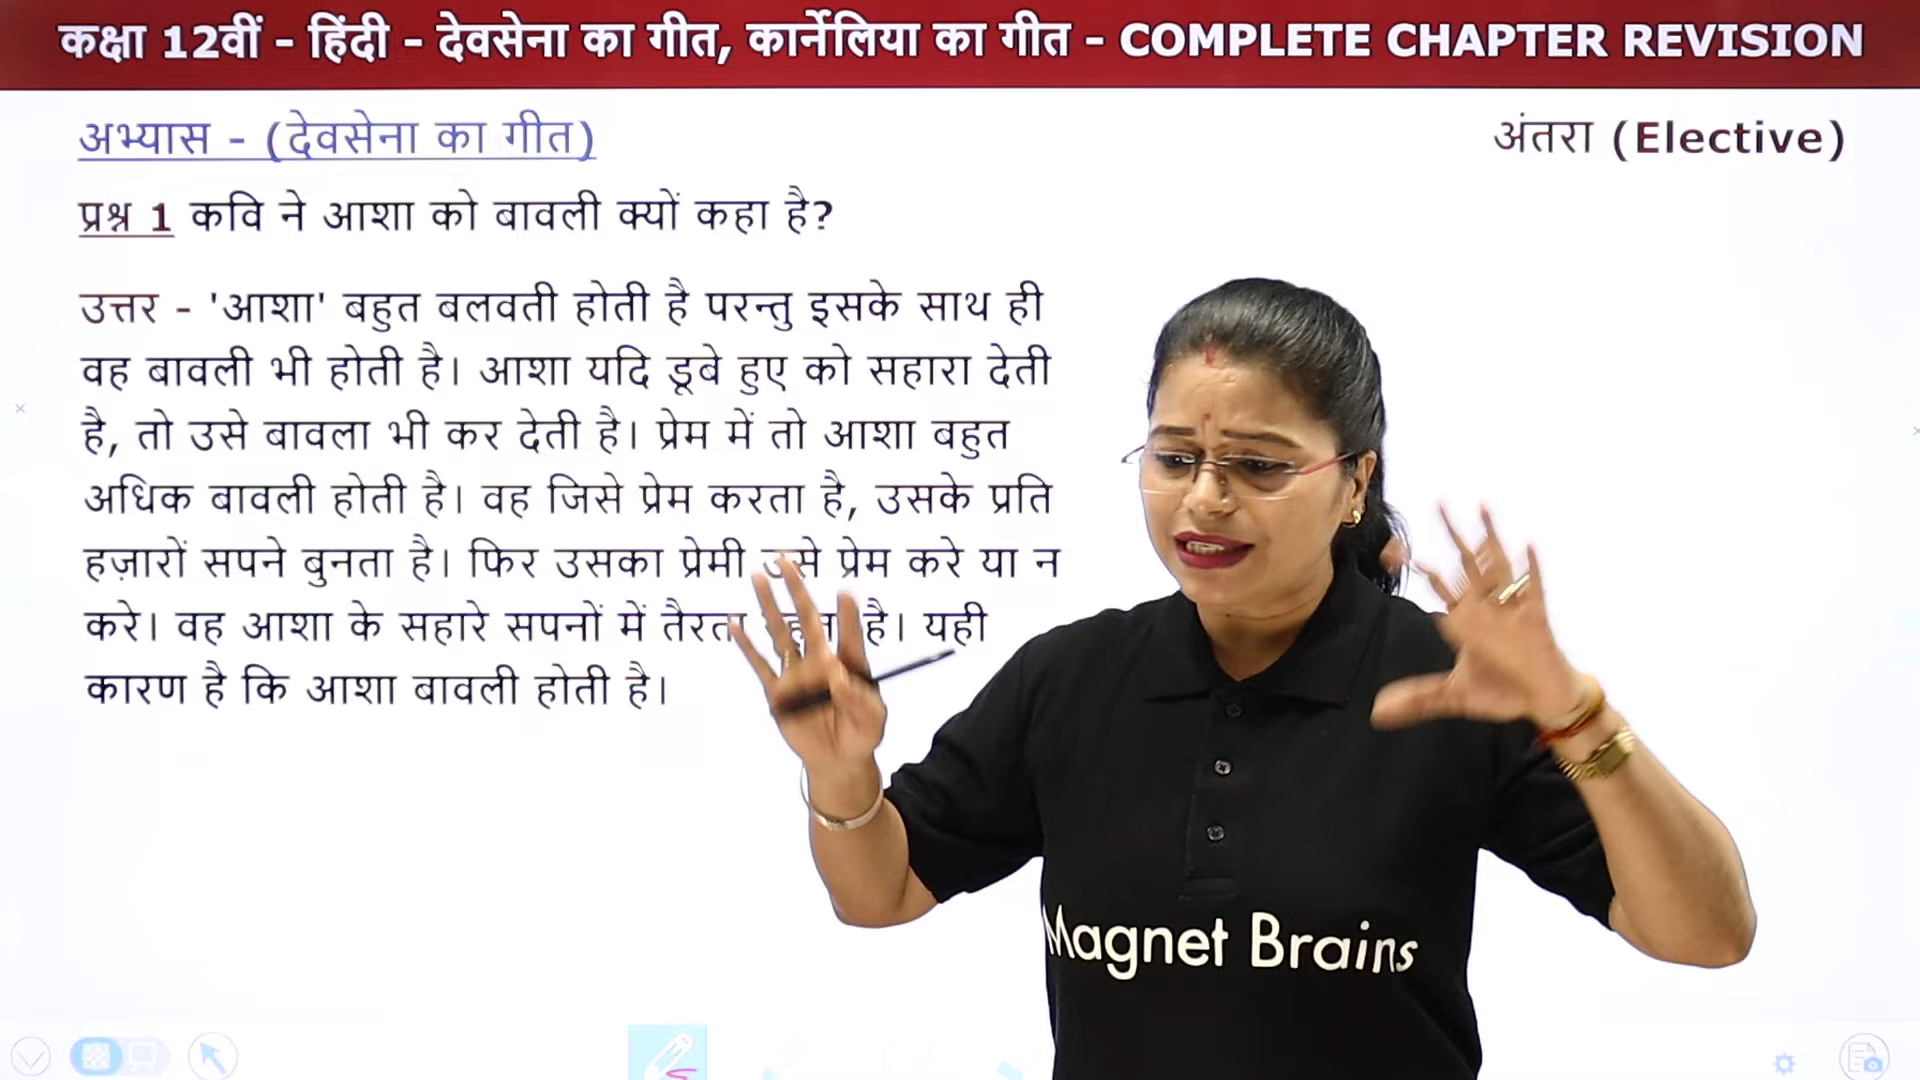 कक्षा 12वीं - हिंदी - देवसेना का गीत, कार्नेलिया का गीत - COMPLETE CHAPTER REVISION
अभ्यास - (देवसेना का गीत)
अंतरा (Elective)
प्रश्न 1 कवि ने आशा को बावली क्यों कहा है?
उत्तर - 'आशा' बहुत बलवती होती है परन्तु इसके साथ ही
वह बावली भी होती है। आशा यदि डूबे हुए को सहारा देती
है, तो उसे बावला भी कर देती है। प्रेम में तो आशा बहुत
अधिक बावली होती है। वह जिसे प्रेम करता है, उसके प्रति
हज़ारों सपने बुनता है। फिर उसका प्रेमी उसे प्रेम करे या न
करे। वह आशा के सहारे सपनों में तैरता है। यही
कारण है कि आशा बावली होती है।
Magnet Brains